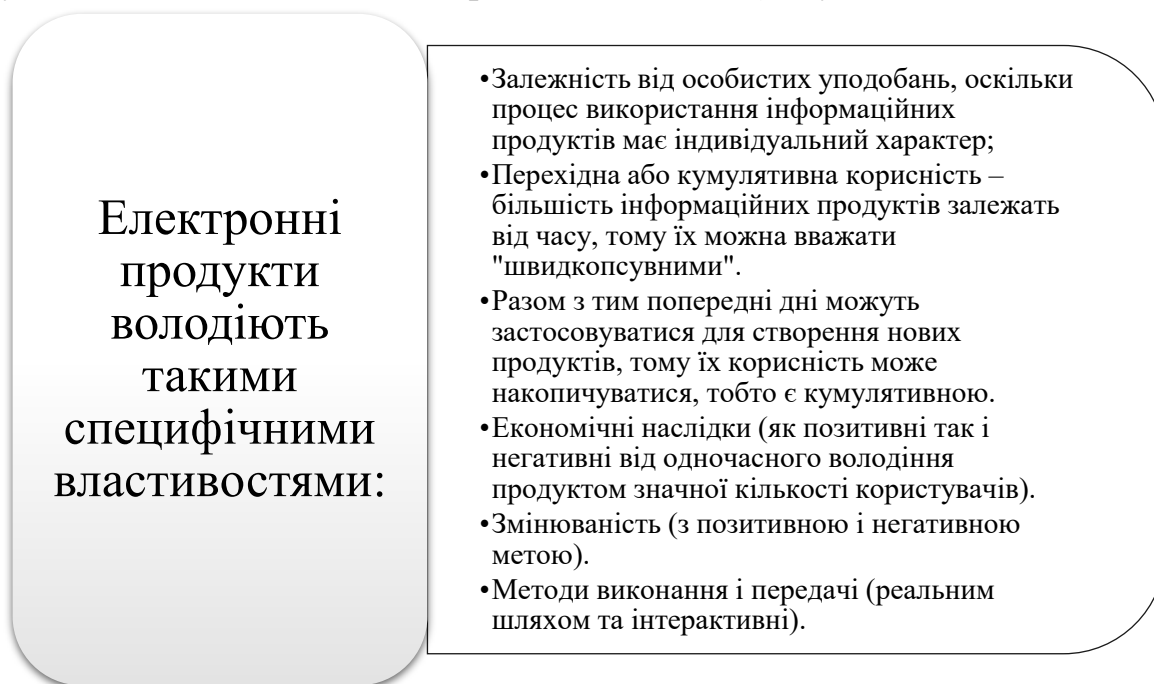 Електронні
продукти
володіють
такими
специфічними
властивостями:
•Залежність від особистих уподобань, оскільки
процес використання інформаційних
продуктів має індивідуальний характер;
•Перехідна або кумулятивна корисність –
більшість інформаційних продуктів залежать
від часу, тому їх можна вважати
"швидкопсувними".
•Разом з тим попередні дні можуть
застосовуватися для створення нових
продуктів, тому їх корисність може
накопичуватися, тобто є кумулятивною.
•Економічні наслідки (як позитивні так і
негативні від одночасного володіння
продуктом значної кількості користувачів).
•Змінюваність (з позитивною і негативною
метою).
•Методи виконання і передачі (реальним
шляхом та інтерактивні).